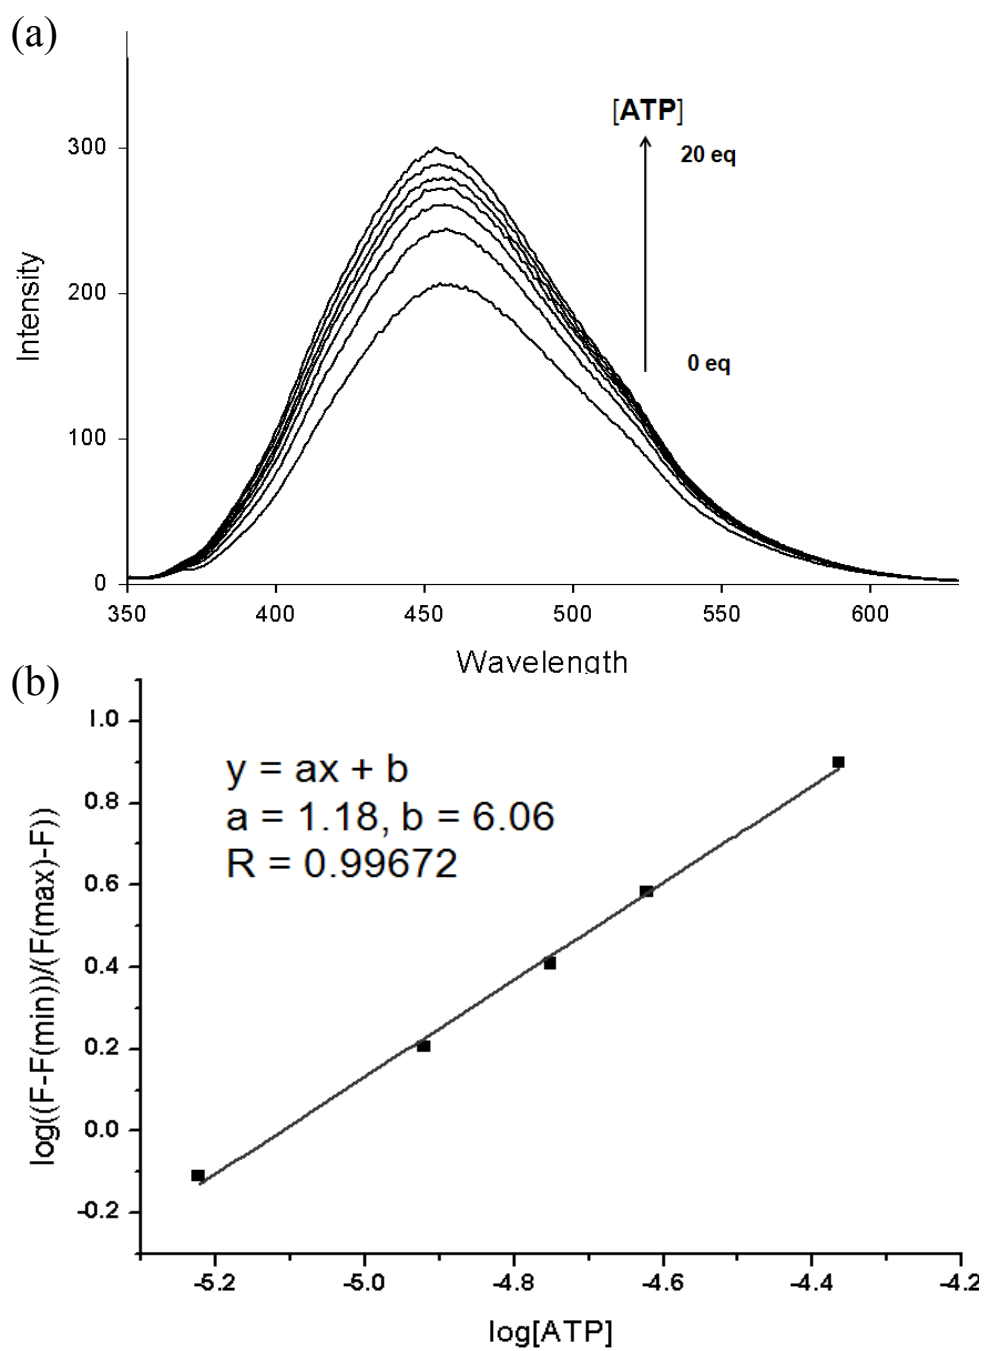 (a)
[ATP]
20 eq
0 eq
300
200
100
0
Intensity
350 400 450 500 550 600
Wavelength
(b)
y = ax + b
a = 1.18, b = 6.06
R = 0.99672
1.0
0.8
0.6
0.4
0.2
0.0
-0.2
log((F-F(min))/(F(max)-F))
-5.2 -5.0 -4.8 -4.6 -4.4 -4.2
log[ATP]